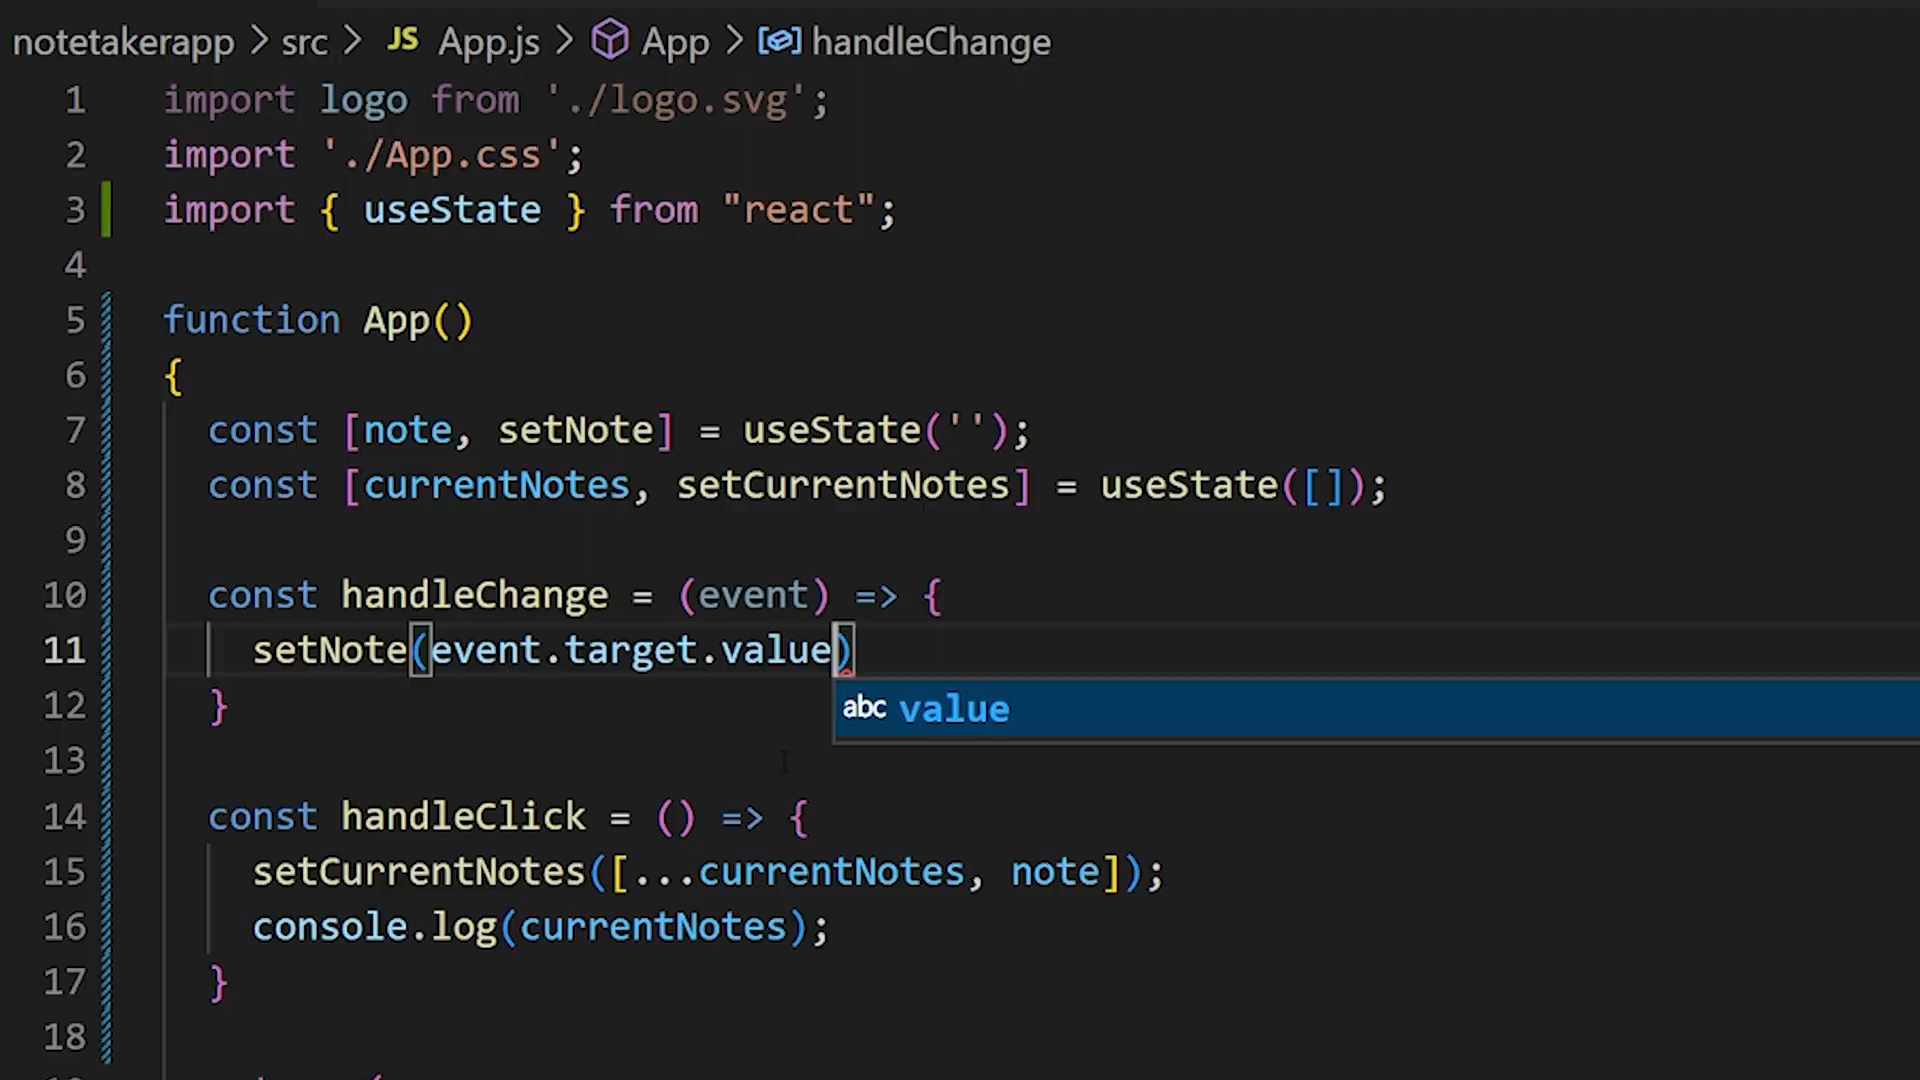 notetakerapp > src > JS App.js > App > handleChange
1 import logo from './logo.svg';
2 import './App.css';
3 import { useState } from "react";
4
5 function App()
6 {
7 const [note, setNote] = useState('');
8 const [currentNotes, setCurrentNotes] = useState([]);
9
10 const handleChange = (event) => {
11 setNote(event.target.value)
abc value
12 }
13
14 const handleClick = () => {
15 setCurrentNotes([...currentNotes, note]);
16 console.log(currentNotes);
17 }
18